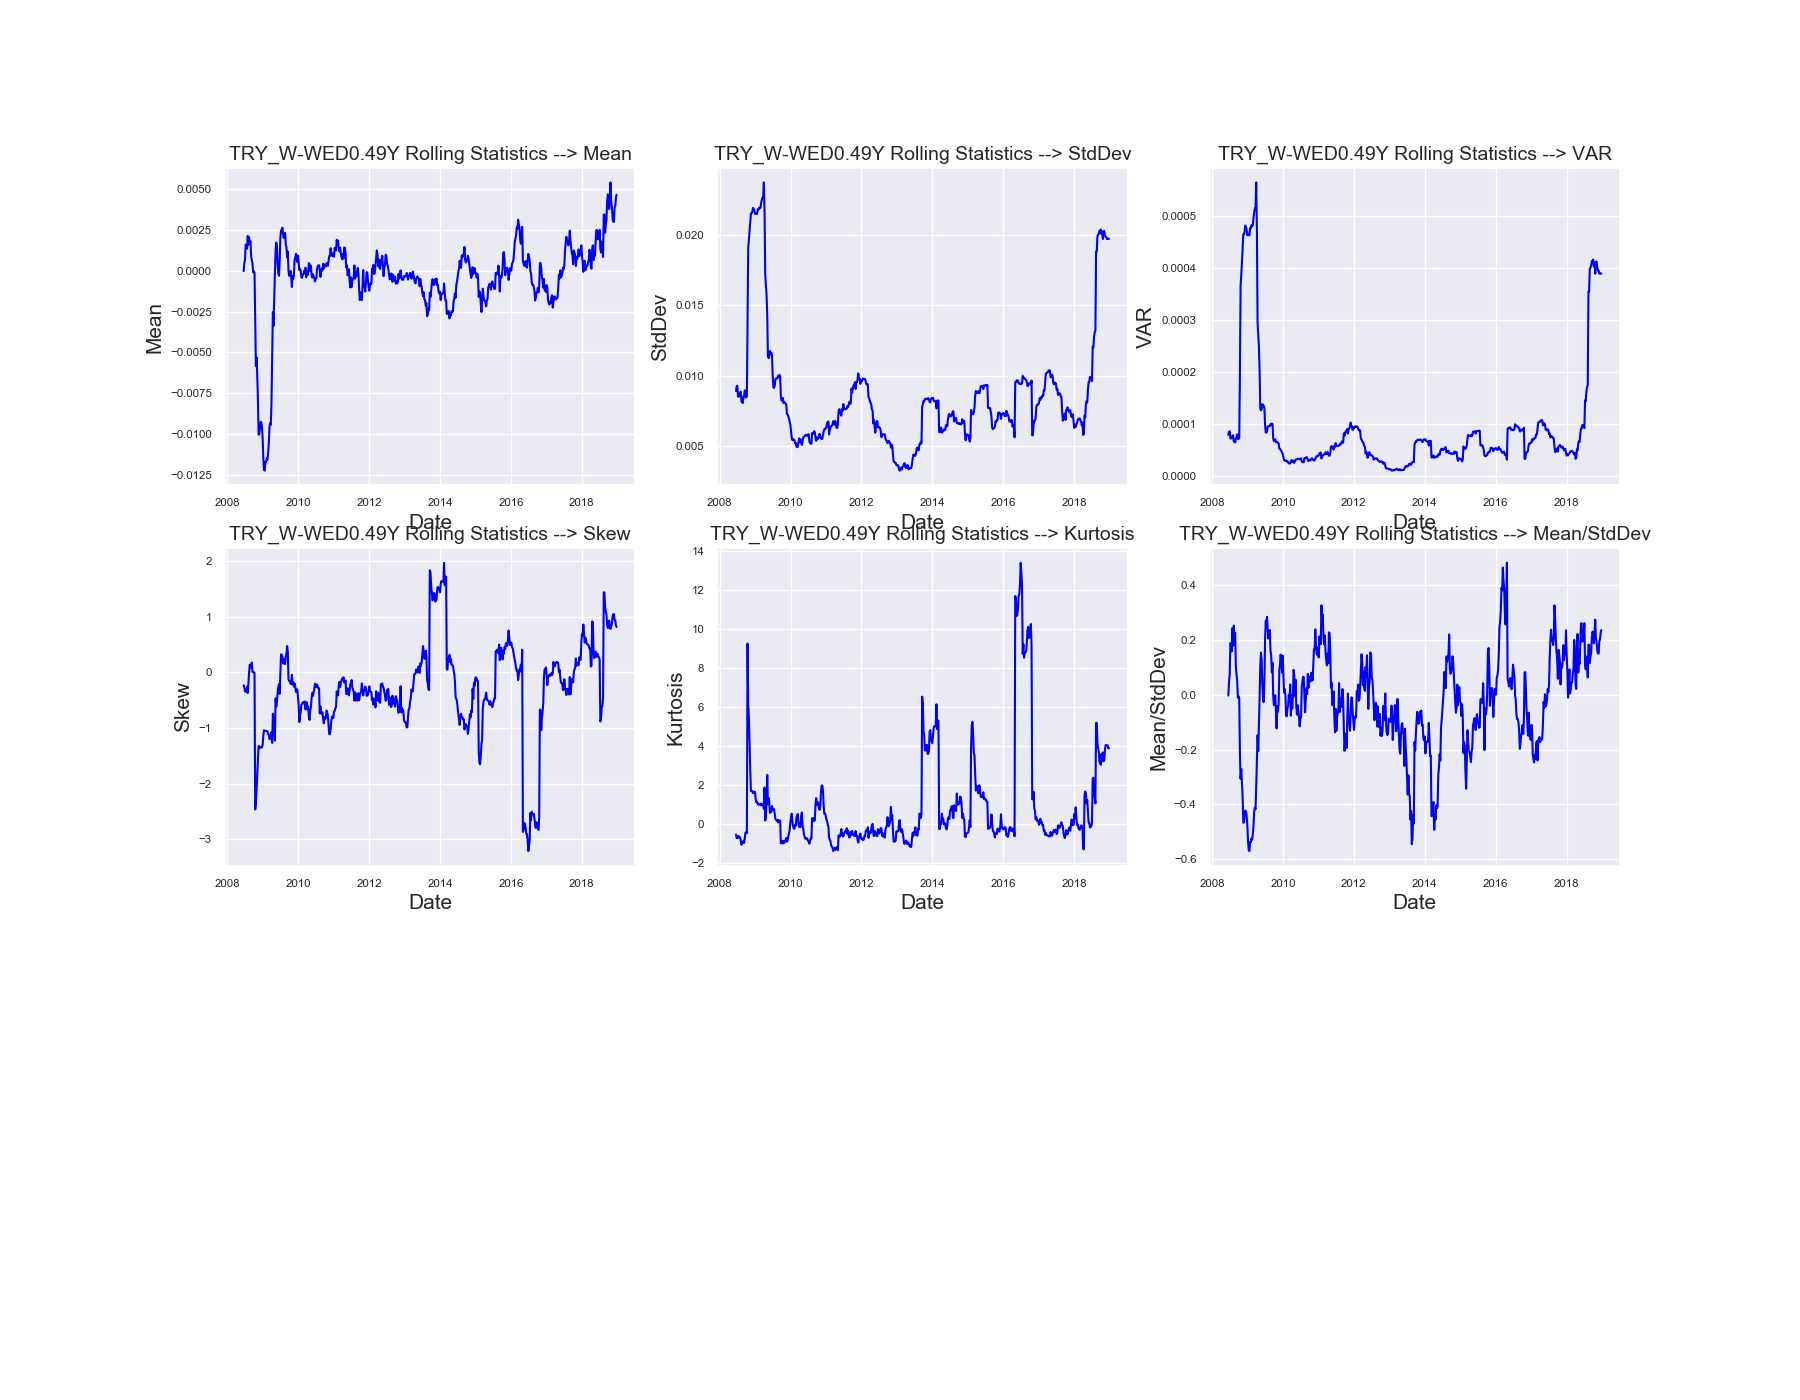 TRY_W-WED0.49Y Rolling Statistics --> Mean
TRY_W-WED0.49Y Rolling Statistics --> StdDev
TRY_W-WED0.49Y Rolling Statistics --> VAR
Mean
0.0050
0.0025
0.0000
−0.0025
−0.0050
−0.0075
−0.0100
−0.0125
2008 2010 2012 2014 2016 2018
Date
StdDev
0.020
0.015
0.010
0.005
2008 2010 2012 2014 2016 2018
Date
VAR
0.0005
0.0004
0.0003
0.0002
0.0001
0.0000
2008 2010 2012 2014 2016 2018
Date
TRY_W-WED0.49Y Rolling Statistics --> Skew
TRY_W-WED0.49Y Rolling Statistics --> Kurtosis
TRY_W-WED0.49Y Rolling Statistics --> Mean/StdDev
Skew
2
1
0
−1
−2
−3
2008 2010 2012 2014 2016 2018
Date
Kurtosis
14
12
10
8
6
4
2
0
−2
2008 2010 2012 2014 2016 2018
Date
Mean/StdDev
0.4
0.2
0.0
−0.2
−0.4
−0.6
2008 2010 2012 2014 2016 2018
Date